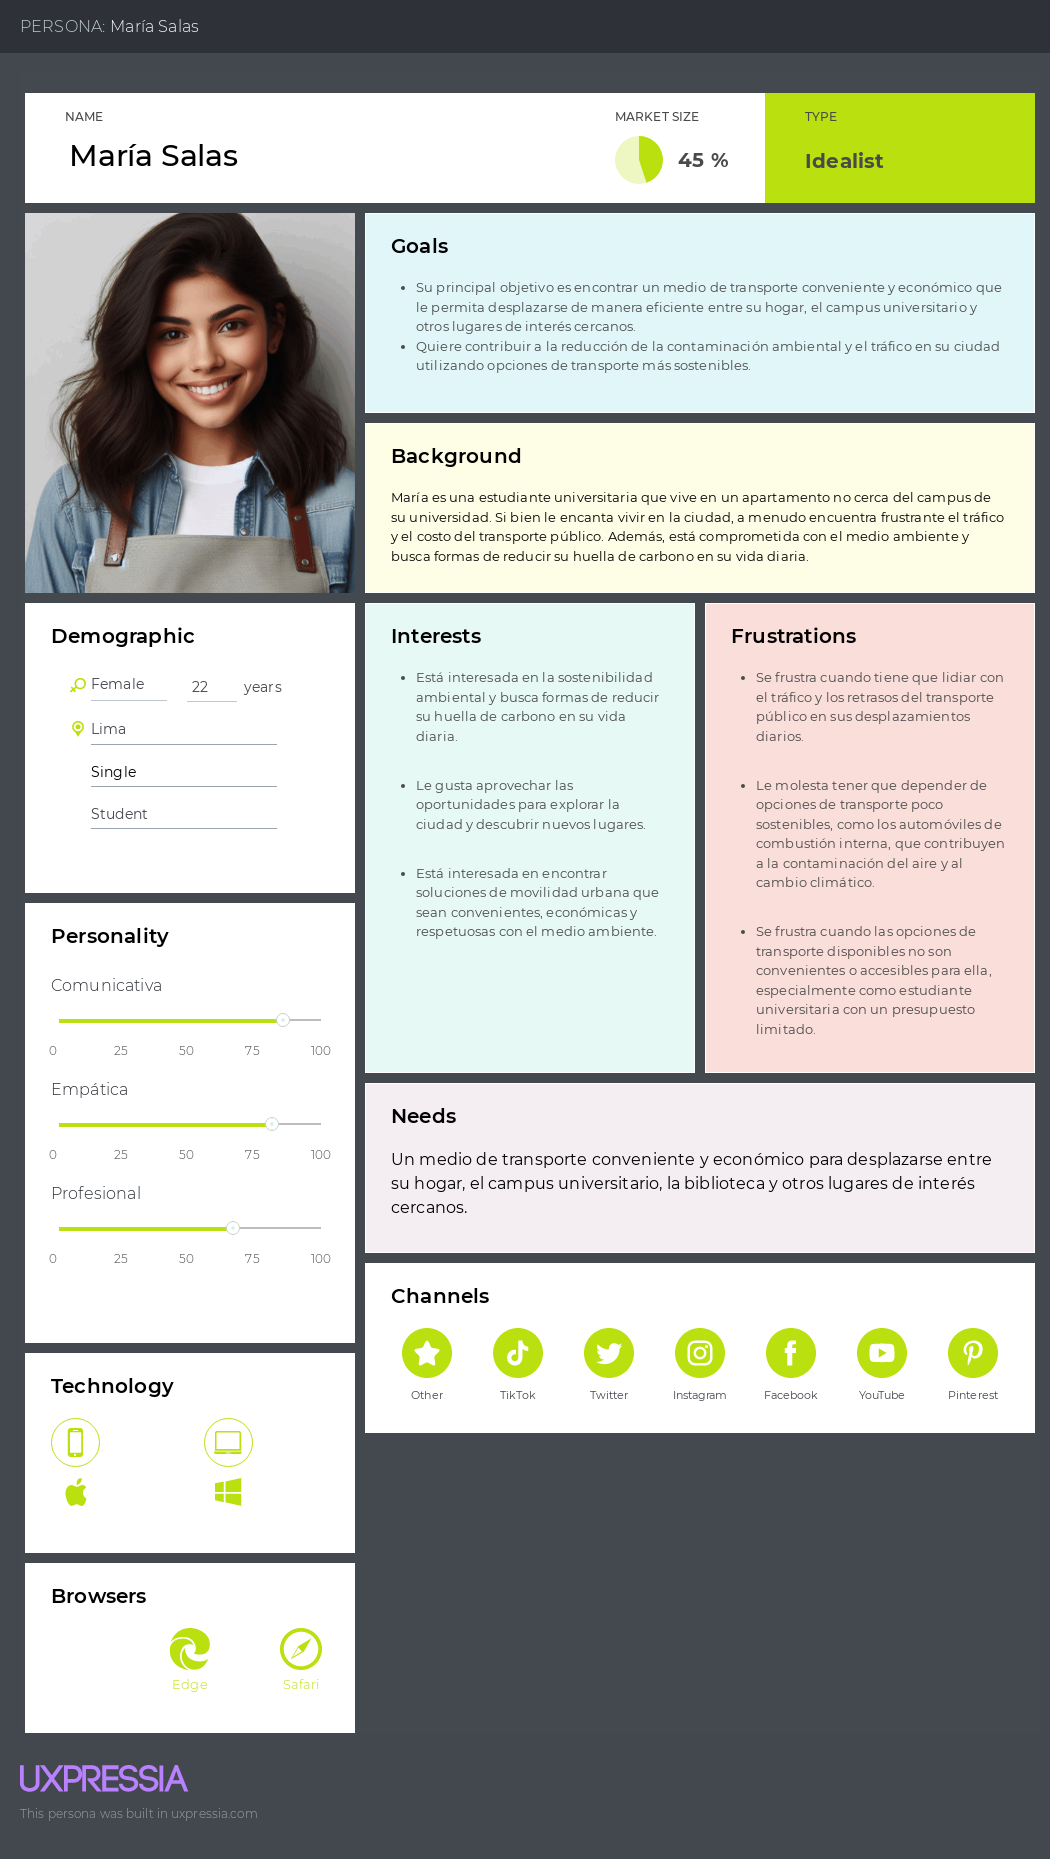 PERSONA: María Salas
NAME
María Salas
MARKET SIZE
45 %
TYPE
Idealist
Goals
• Su principal objetivo es encontrar un medio de transporte conveniente y económico que
le permita desplazarse de manera eficiente entre su hogar, el campus universitario y
otros lugares de interés cercanos.
• Quiere contribuir a la reducción de la contaminación ambiental y el tráfico en su ciudad
utilizando opciones de transporte más sostenibles.
Background
María es una estudiante universitaria que vive en un apartamento no cerca del campus de
su universidad. Si bien le encanta vivir en la ciudad, a menudo encuentra frustrante el tráfico
y el costo del transporte público. Además, está comprometida con el medio ambiente y
busca formas de reducir su huella de carbono en su vida diaria.
Demographic
Female 22 years
Lima
Single
Student
Interests
• Está interesada en la sostenibilidad
ambiental y busca formas de reducir
su huella de carbono en su vida
diaria.
• Le gusta aprovechar las
oportunidades para explorar la
ciudad y descubrir nuevos lugares.
• Está interesada en encontrar
soluciones de movilidad urbana que
sean convenientes, económicas y
respetuosas con el medio ambiente.
Frustrations
• Se frustra cuando tiene que lidiar con
el tráfico y los retrasos del transporte
público en sus desplazamientos
diarios.
• Le molesta tener que depender de
opciones de transporte poco
sostenibles, como los automóviles de
combustión interna, que contribuyen
a la contaminación del aire y al
cambio climático.
• Se frustra cuando las opciones de
transporte disponibles no son
convenientes o accesibles para ella,
especialmente como estudiante
universitaria con un presupuesto
limitado.
Personality
Comunicativa
0 25 50 75 100
Empática
0 25 50 75 100
Profesional
0 25 50 75 100
Needs
Un medio de transporte conveniente y económico para desplazarse entre
su hogar, el campus universitario, la biblioteca y otros lugares de interés
cercanos.
Channels
Other TikTok Twitter Instagram Facebook YouTube Pinterest
Technology
Browsers
Edge Safari
UXPRESSIA
This persona was built in uxpressia.com